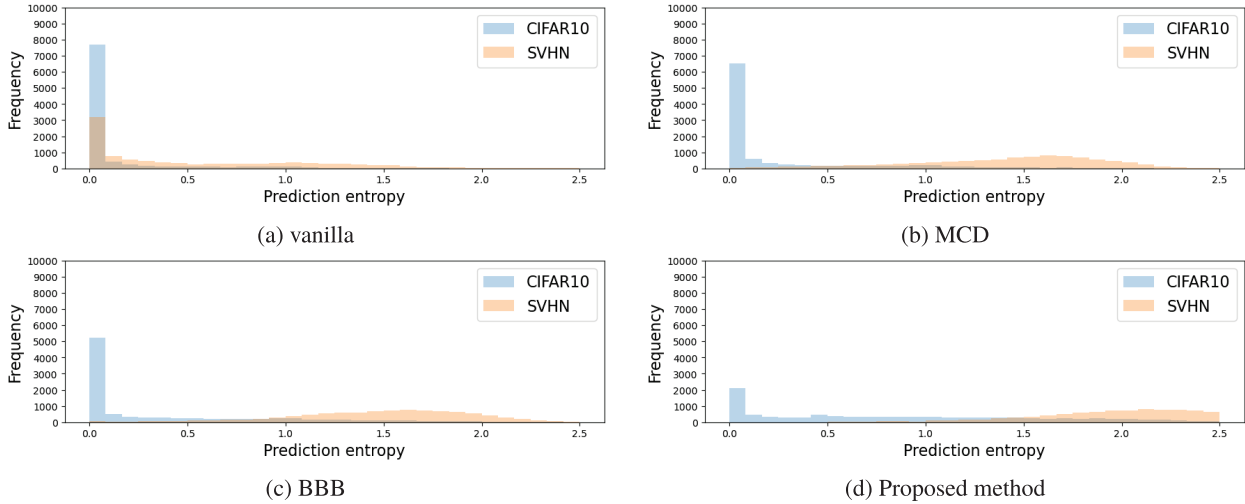 10000
9000
8000
7000
6000
5000
4000
3000
2000
1000
0
Frequency
CIFAR10
SVHN
0.0 0.5 1.0 1.5 2.0 2.5
Prediction entropy
(a) vanilla
10000
9000
8000
7000
6000
5000
4000
3000
2000
1000
0
Frequency
CIFAR10
SVHN
0.0 0.5 1.0 1.5 2.0 2.5
Prediction entropy
(b) MCD
10000
9000
8000
7000
6000
5000
4000
3000
2000
1000
0
Frequency
CIFAR10
SVHN
0.0 0.5 1.0 1.5 2.0 2.5
Prediction entropy
(c) BBB
10000
9000
8000
7000
6000
5000
4000
3000
2000
1000
0
Frequency
CIFAR10
SVHN
0.0 0.5 1.0 1.5 2.0 2.5
Prediction entropy
(d) Proposed method